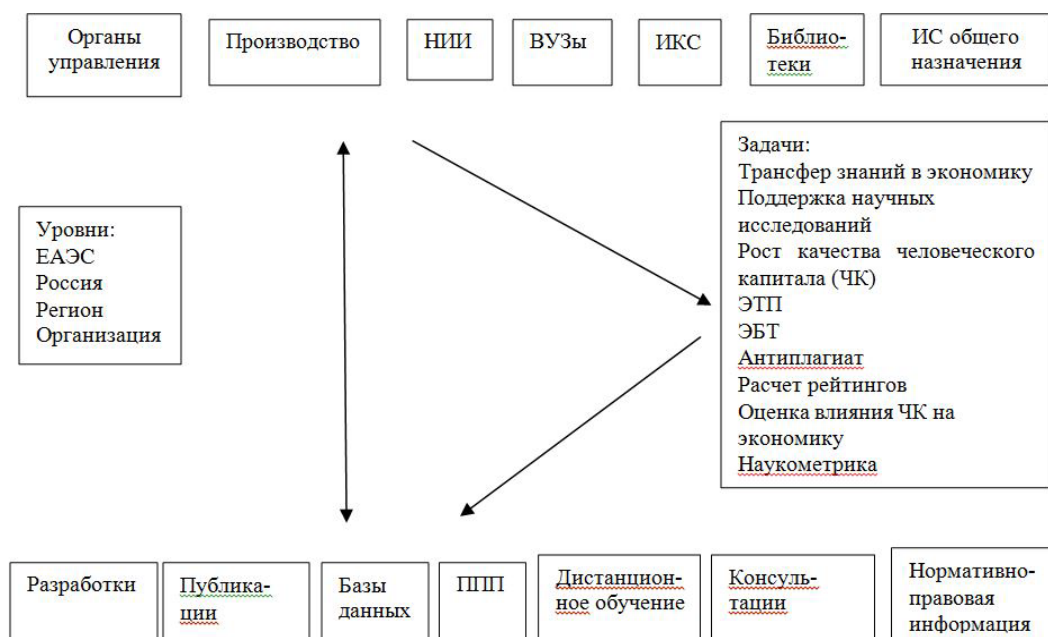 Органы
управления
Производство
НИИ
ВУЗы
ИКС
Библио-
теки
ИС общего
назначения
Задачи:
Трансфер знаний в экономику
Поддержка научных
исследований
Рост качества человеческого
капитала (ЧК)
ЭТП
ЭБТ
Антиплагиат
Расчет рейтингов
Оценка влияния ЧК на
экономику
Наукометрика
Уровни:
ЕАЭС
Россия
Регион
Организация
Разработки
Публика-
ции
Базы
данных
ППП
Дистанцион-
ное обучение
Консуль-
тации
Нормативно-
правовая
информация